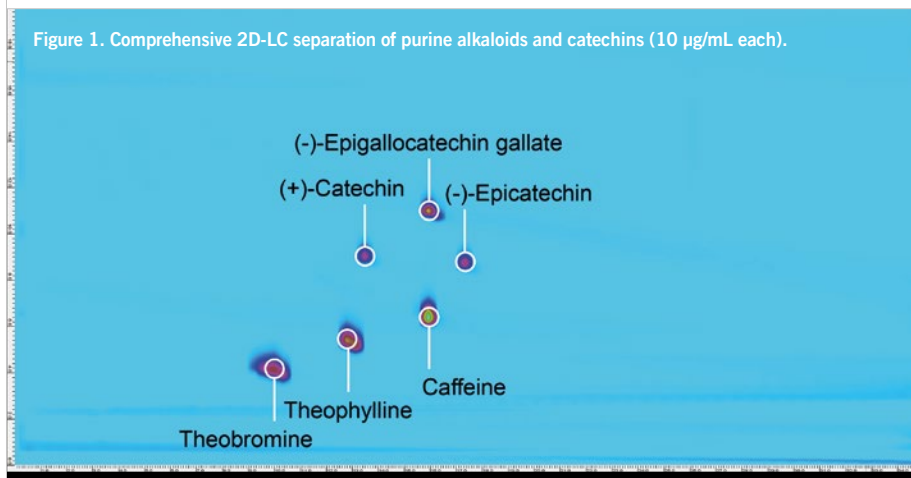 Figure 1. Comprehensive 2D-LC separation of purine alkaloids and catechins (10 µg/mL each).
(-)-Epigallocatechin gallate
(+)-Catechin
(-)-Epicatechin
Caffeine
Theophylline
Theobromine